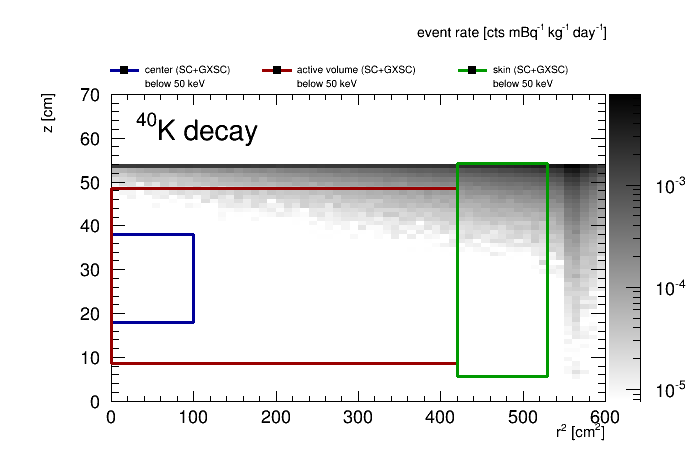 event rate [cts mBq⁻¹ kg⁻¹ day⁻¹]
center (SC+GXSC) below 50 keV
active volume (SC+GXSC) below 50 keV
skin (SC+GXSC) below 50 keV
z [cm]
⁴⁰K decay
70
60
50
40
30
20
10
0
0 100 200 300 400 500 600
r² [cm²]
10⁻³
10⁻⁴
10⁻⁵